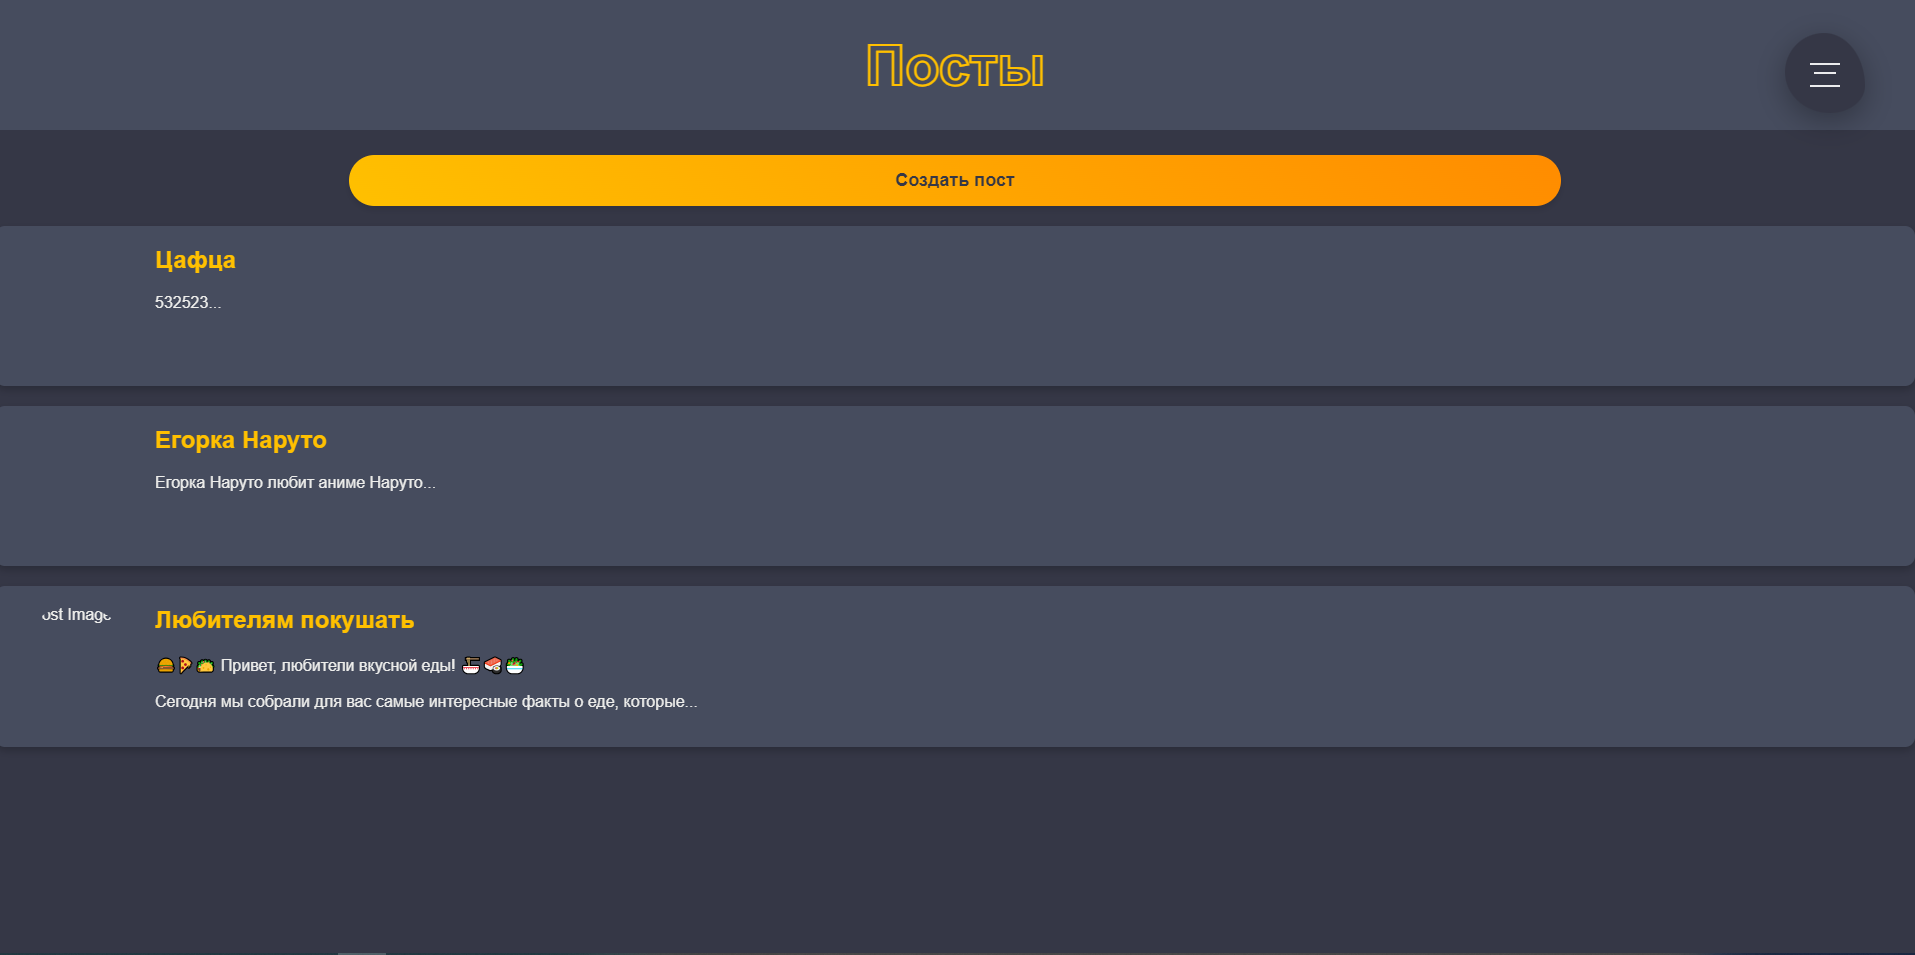 Посты
Создать пост
Цафца
532523...
Егорка Наруто
Егорка Наруто любит аниме Наруто...
ost Image
Любителям покушать
🍔🍕🌮 Привет, любители вкусной еды! 🍜🍣🥗
Сегодня мы собрали для вас самые интересные факты о еде, которые...